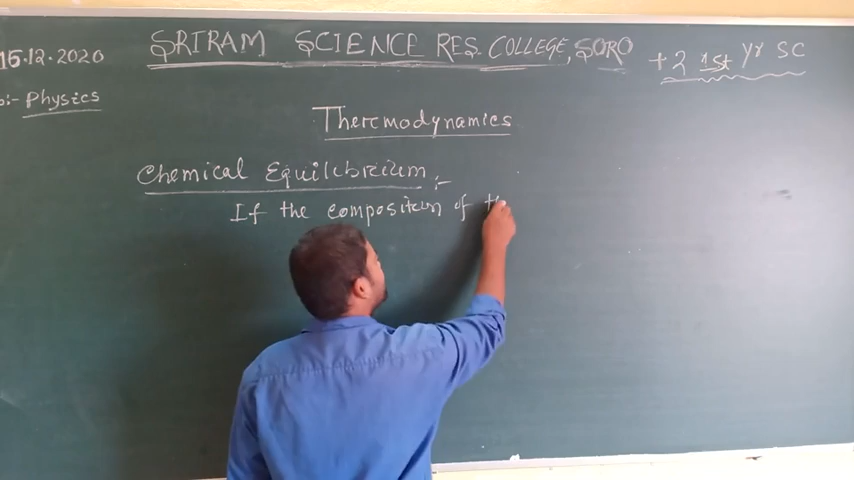 15.12.2020 SRIRAM SCIENCE RES. COLLEGE, SORO +2 1st Yr SC
:- Physics
Thermodynamics
Chemical Equilibrium :-
If the composition of